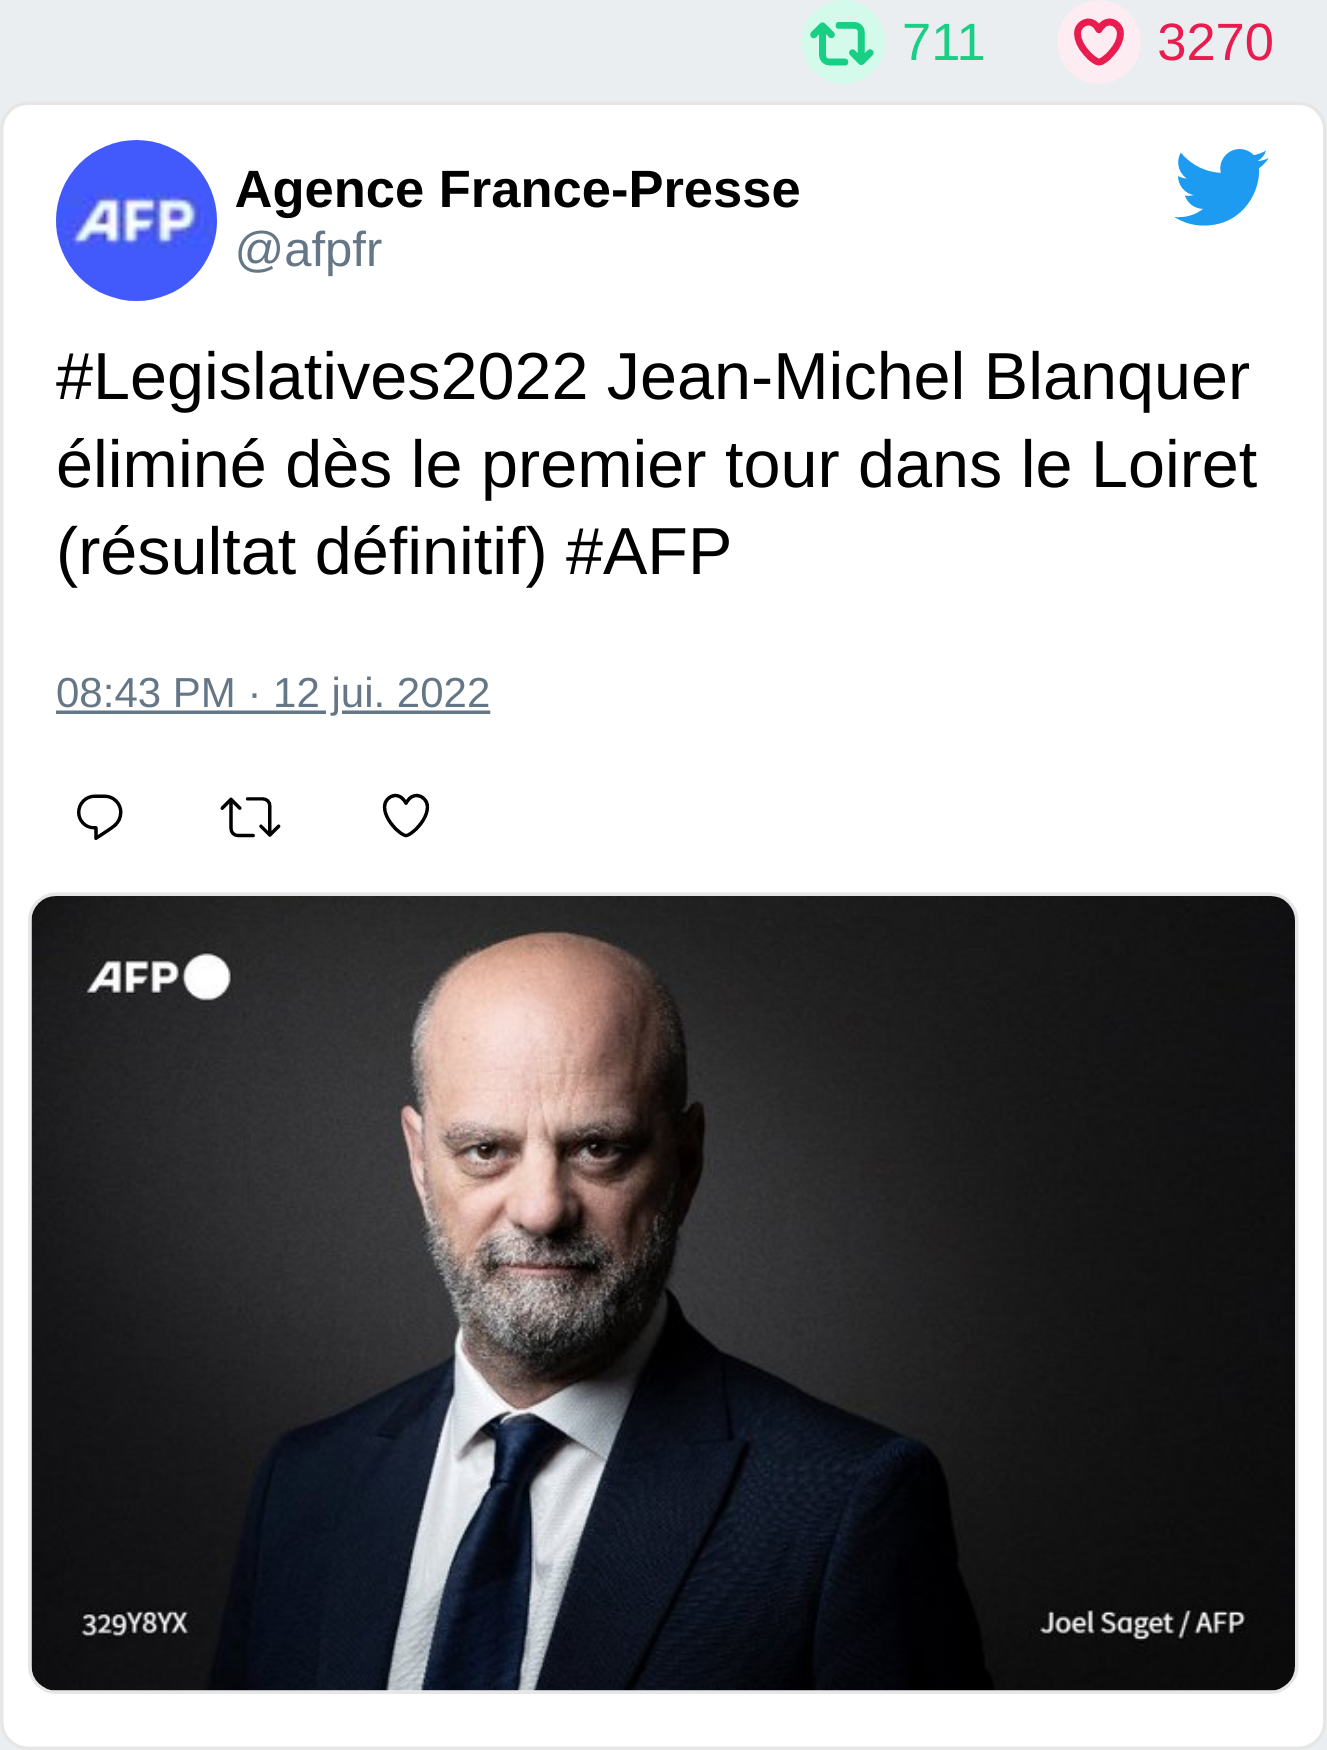 711 3270
AFP
Agence France-Presse
@afpfr
#Legislatives2022 Jean-Michel Blanquer
éliminé dès le premier tour dans le Loiret
(résultat définitif) #AFP
08:43 PM · 12 jui. 2022
AFP
329Y8YX
Joel Saget / AFP